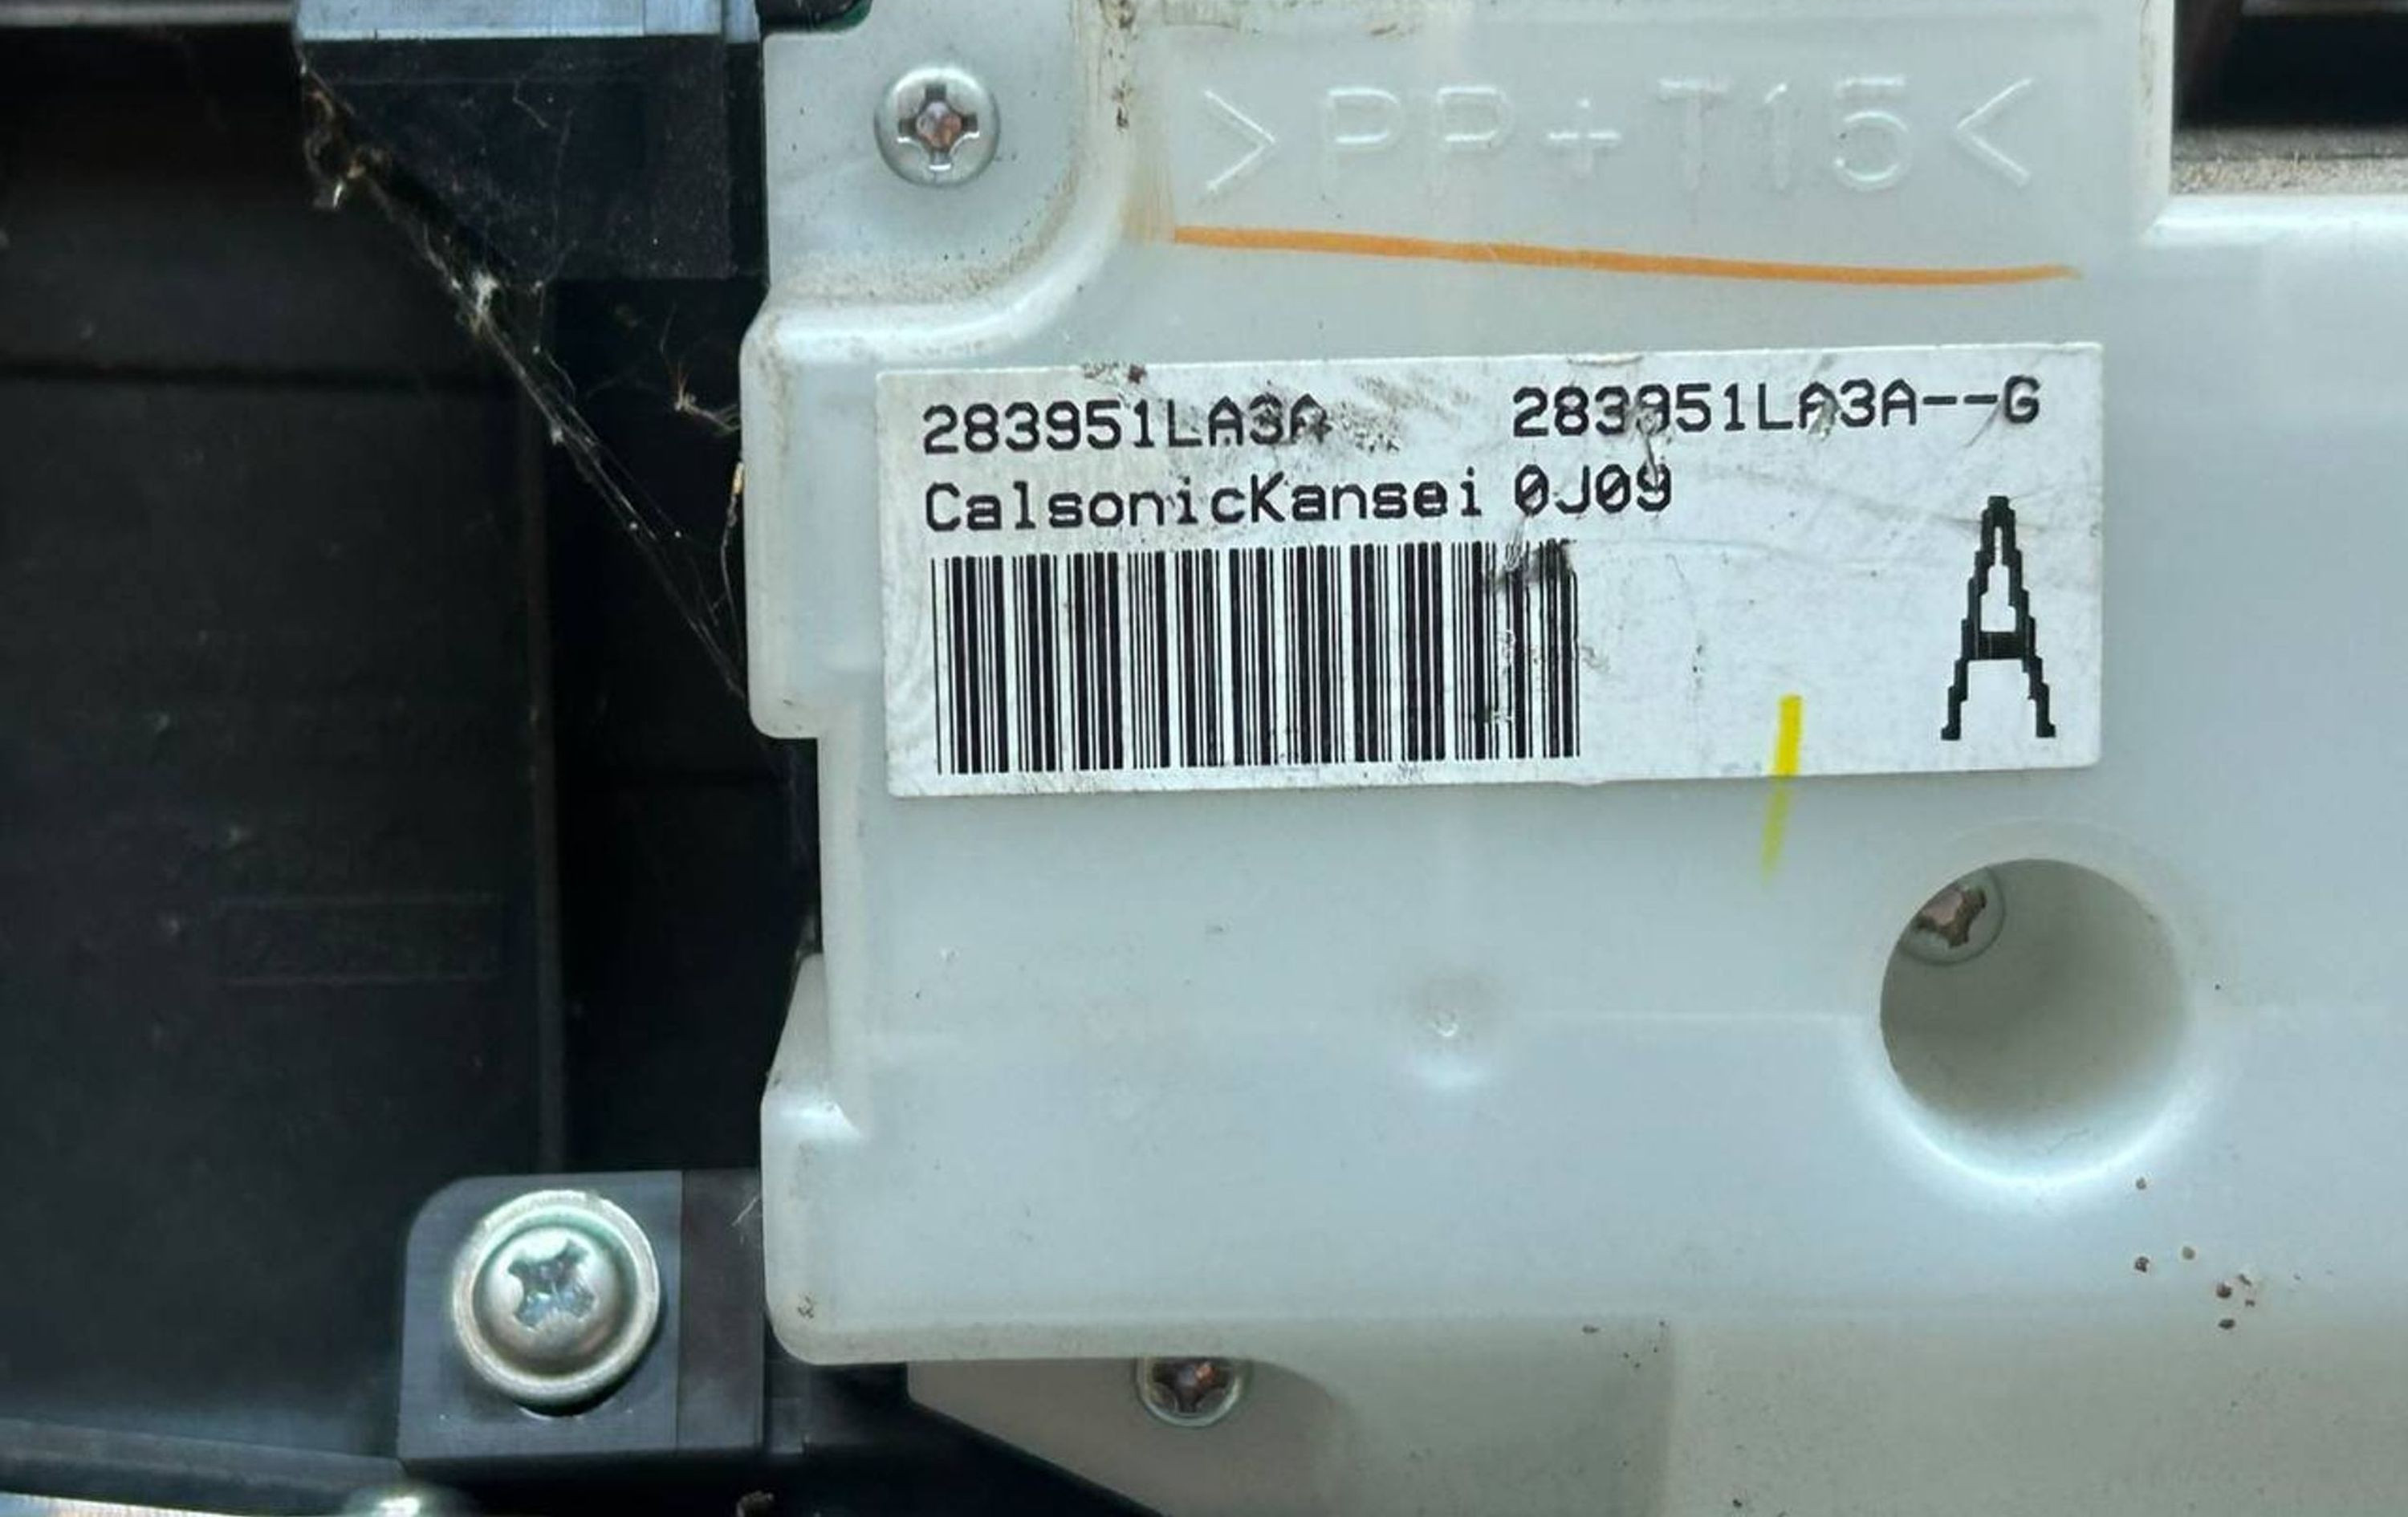 >PP+T15<
283951LA3A 283951LA3A--G
CalsonicKansei 0J09
A